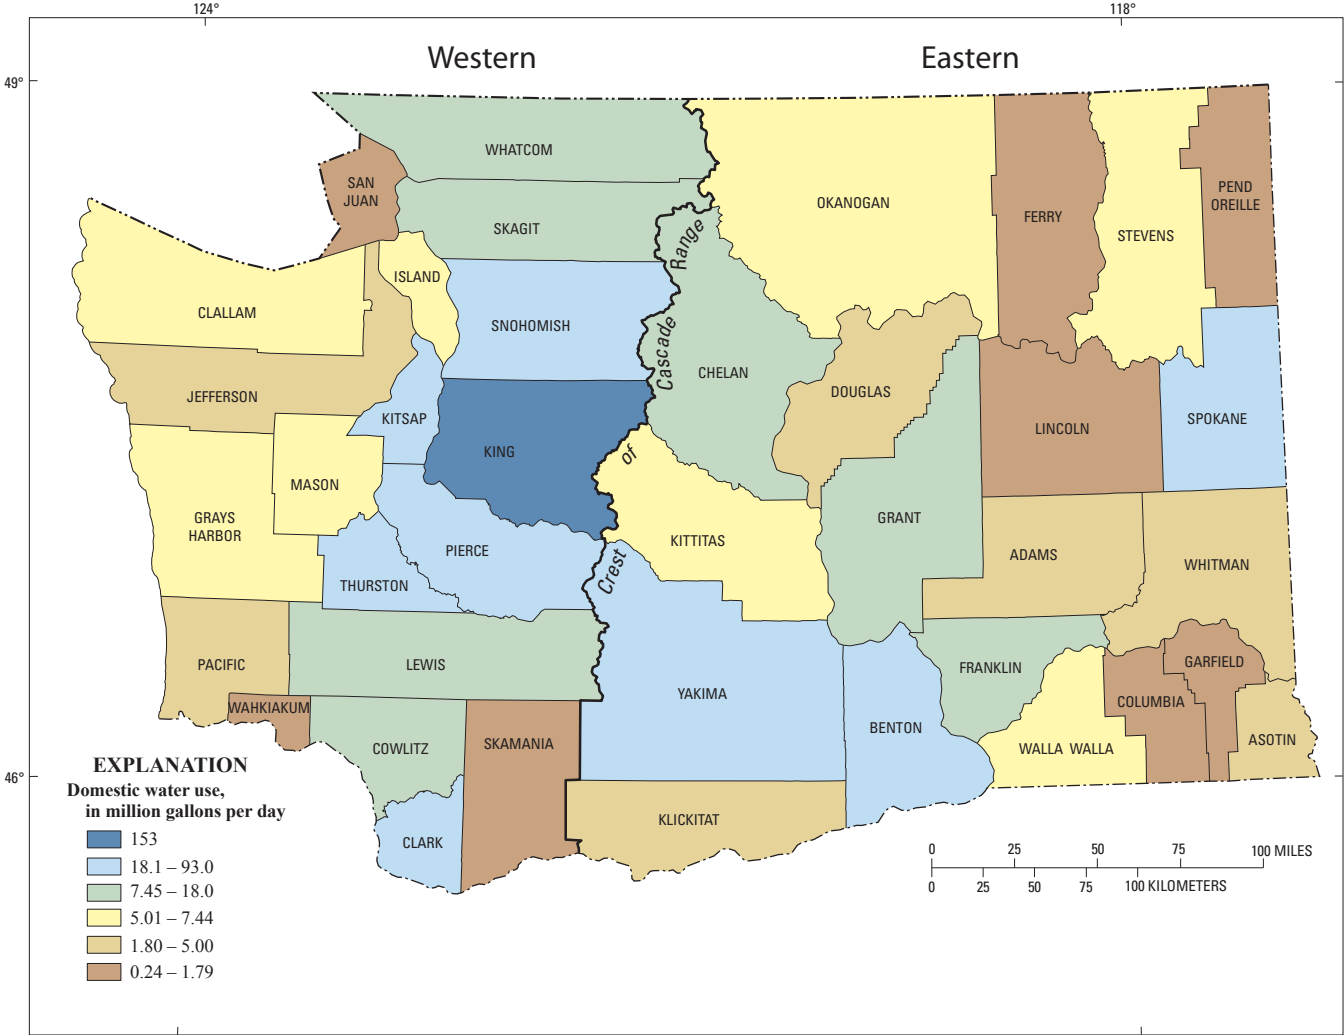 124°
118°
Western
Eastern
49°
WHATCOM
SAN
JUAN
SKAGIT
OKANOGAN
FERRY
STEVENS
PEND
OREILLE
ISLAND
CLALLAM
SNOHOMISH
Cascade Range
CHELAN
JEFFERSON
DOUGLAS
KITSAP
KING
LINCOLN
SPOKANE
of
MASON
GRAYS
HARBOR
GRANT
KITTITAS
PIERCE
ADAMS
WHITMAN
THURSTON
Crest
PACIFIC
LEWIS
YAKIMA
FRANKLIN
GARFIELD
COLUMBIA
WAHKIAKUM
BENTON
COWLITZ
SKAMANIA
WALLA WALLA
ASOTIN
46°
KLICKITAT
CLARK
EXPLANATION
Domestic water use,
in million gallons per day
153
18.1 – 93.0
7.45 – 18.0
5.01 – 7.44
1.80 – 5.00
0.24 – 1.79
0 25 50 75 100 MILES
0 25 50 75 100 KILOMETERS